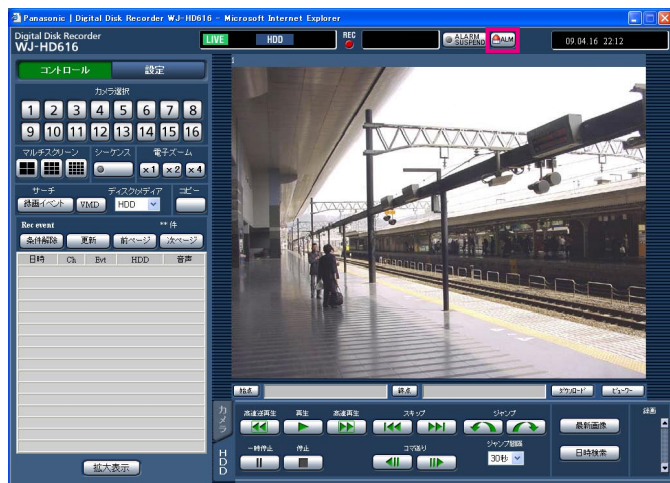 Panasonic | Digital Disk Recorder WJ-HD616 - Microsoft Internet Explorer
Digital Disk Recorder
WJ-HD616
LIVE HDD
REC
ALARM SUSPEND
ALM
09.04.16 22:12
コントロール 設定
カメラ選択
1 2 3 4 5 6 7 8
9 10 11 12 13 14 15 16
マルチスクリーン シーケンス 電子ズーム
x1 x2 x4
サーチ ディスク/メディア コピー
録画イベント VMD HDD
Rec event ** 件
条件解除 更新 前ページ 次ページ
日時 Ch Evt HDD 音声
拡大表示
始点 終点 ダウンロード ビューワー
カメラ
HDD
高速逆再生 再生 高速再生 スキップ ジャンプ
最新画像
録画
一時停止 停止 コマ送り ジャンプ間隔
30秒
日時検索